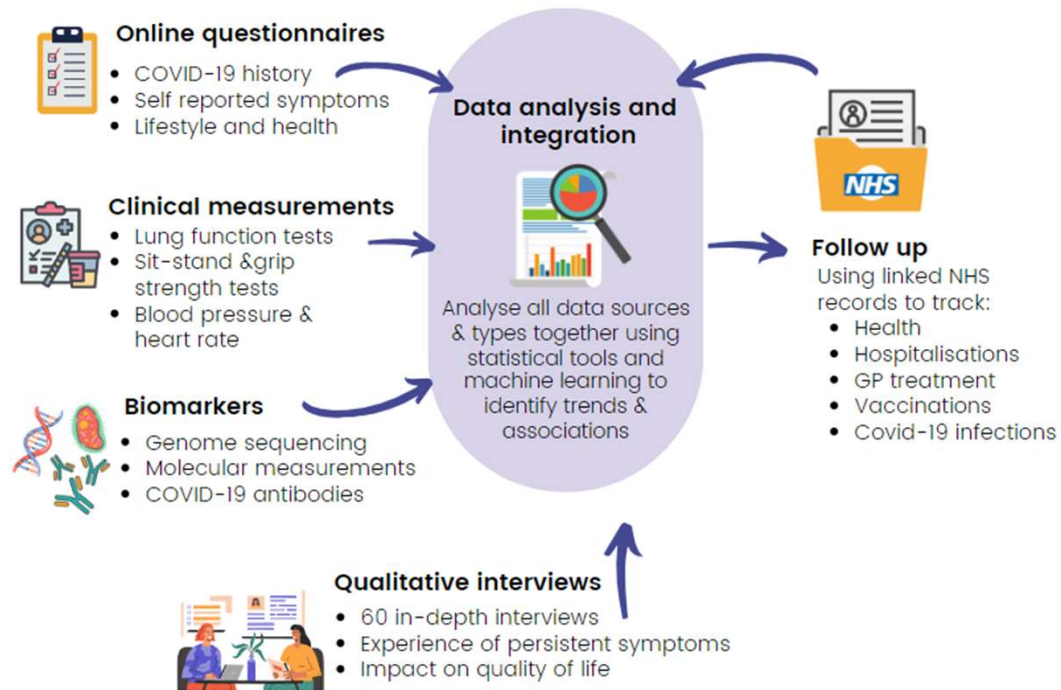 Online questionnaires
• COVID-19 history
• Self reported symptoms
• Lifestyle and health
Clinical measurements
• Lung function tests
• Sit-stand &grip
strength tests
• Blood pressure &
heart rate
Biomarkers
• Genome sequencing
• Molecular measurements
• COVID-19 antibodies
Data analysis and
integration
Analyse all data sources
& types together using
statistical tools and
machine learning to
identify trends &
associations
NHS
Follow up
Using linked NHS
records to track:
• Health
• Hospitalisations
• GP treatment
• Vaccinations
• Covid-19 infections
Qualitative interviews
• 60 in-depth interviews
• Experience of persistent symptoms
• Impact on quality of life